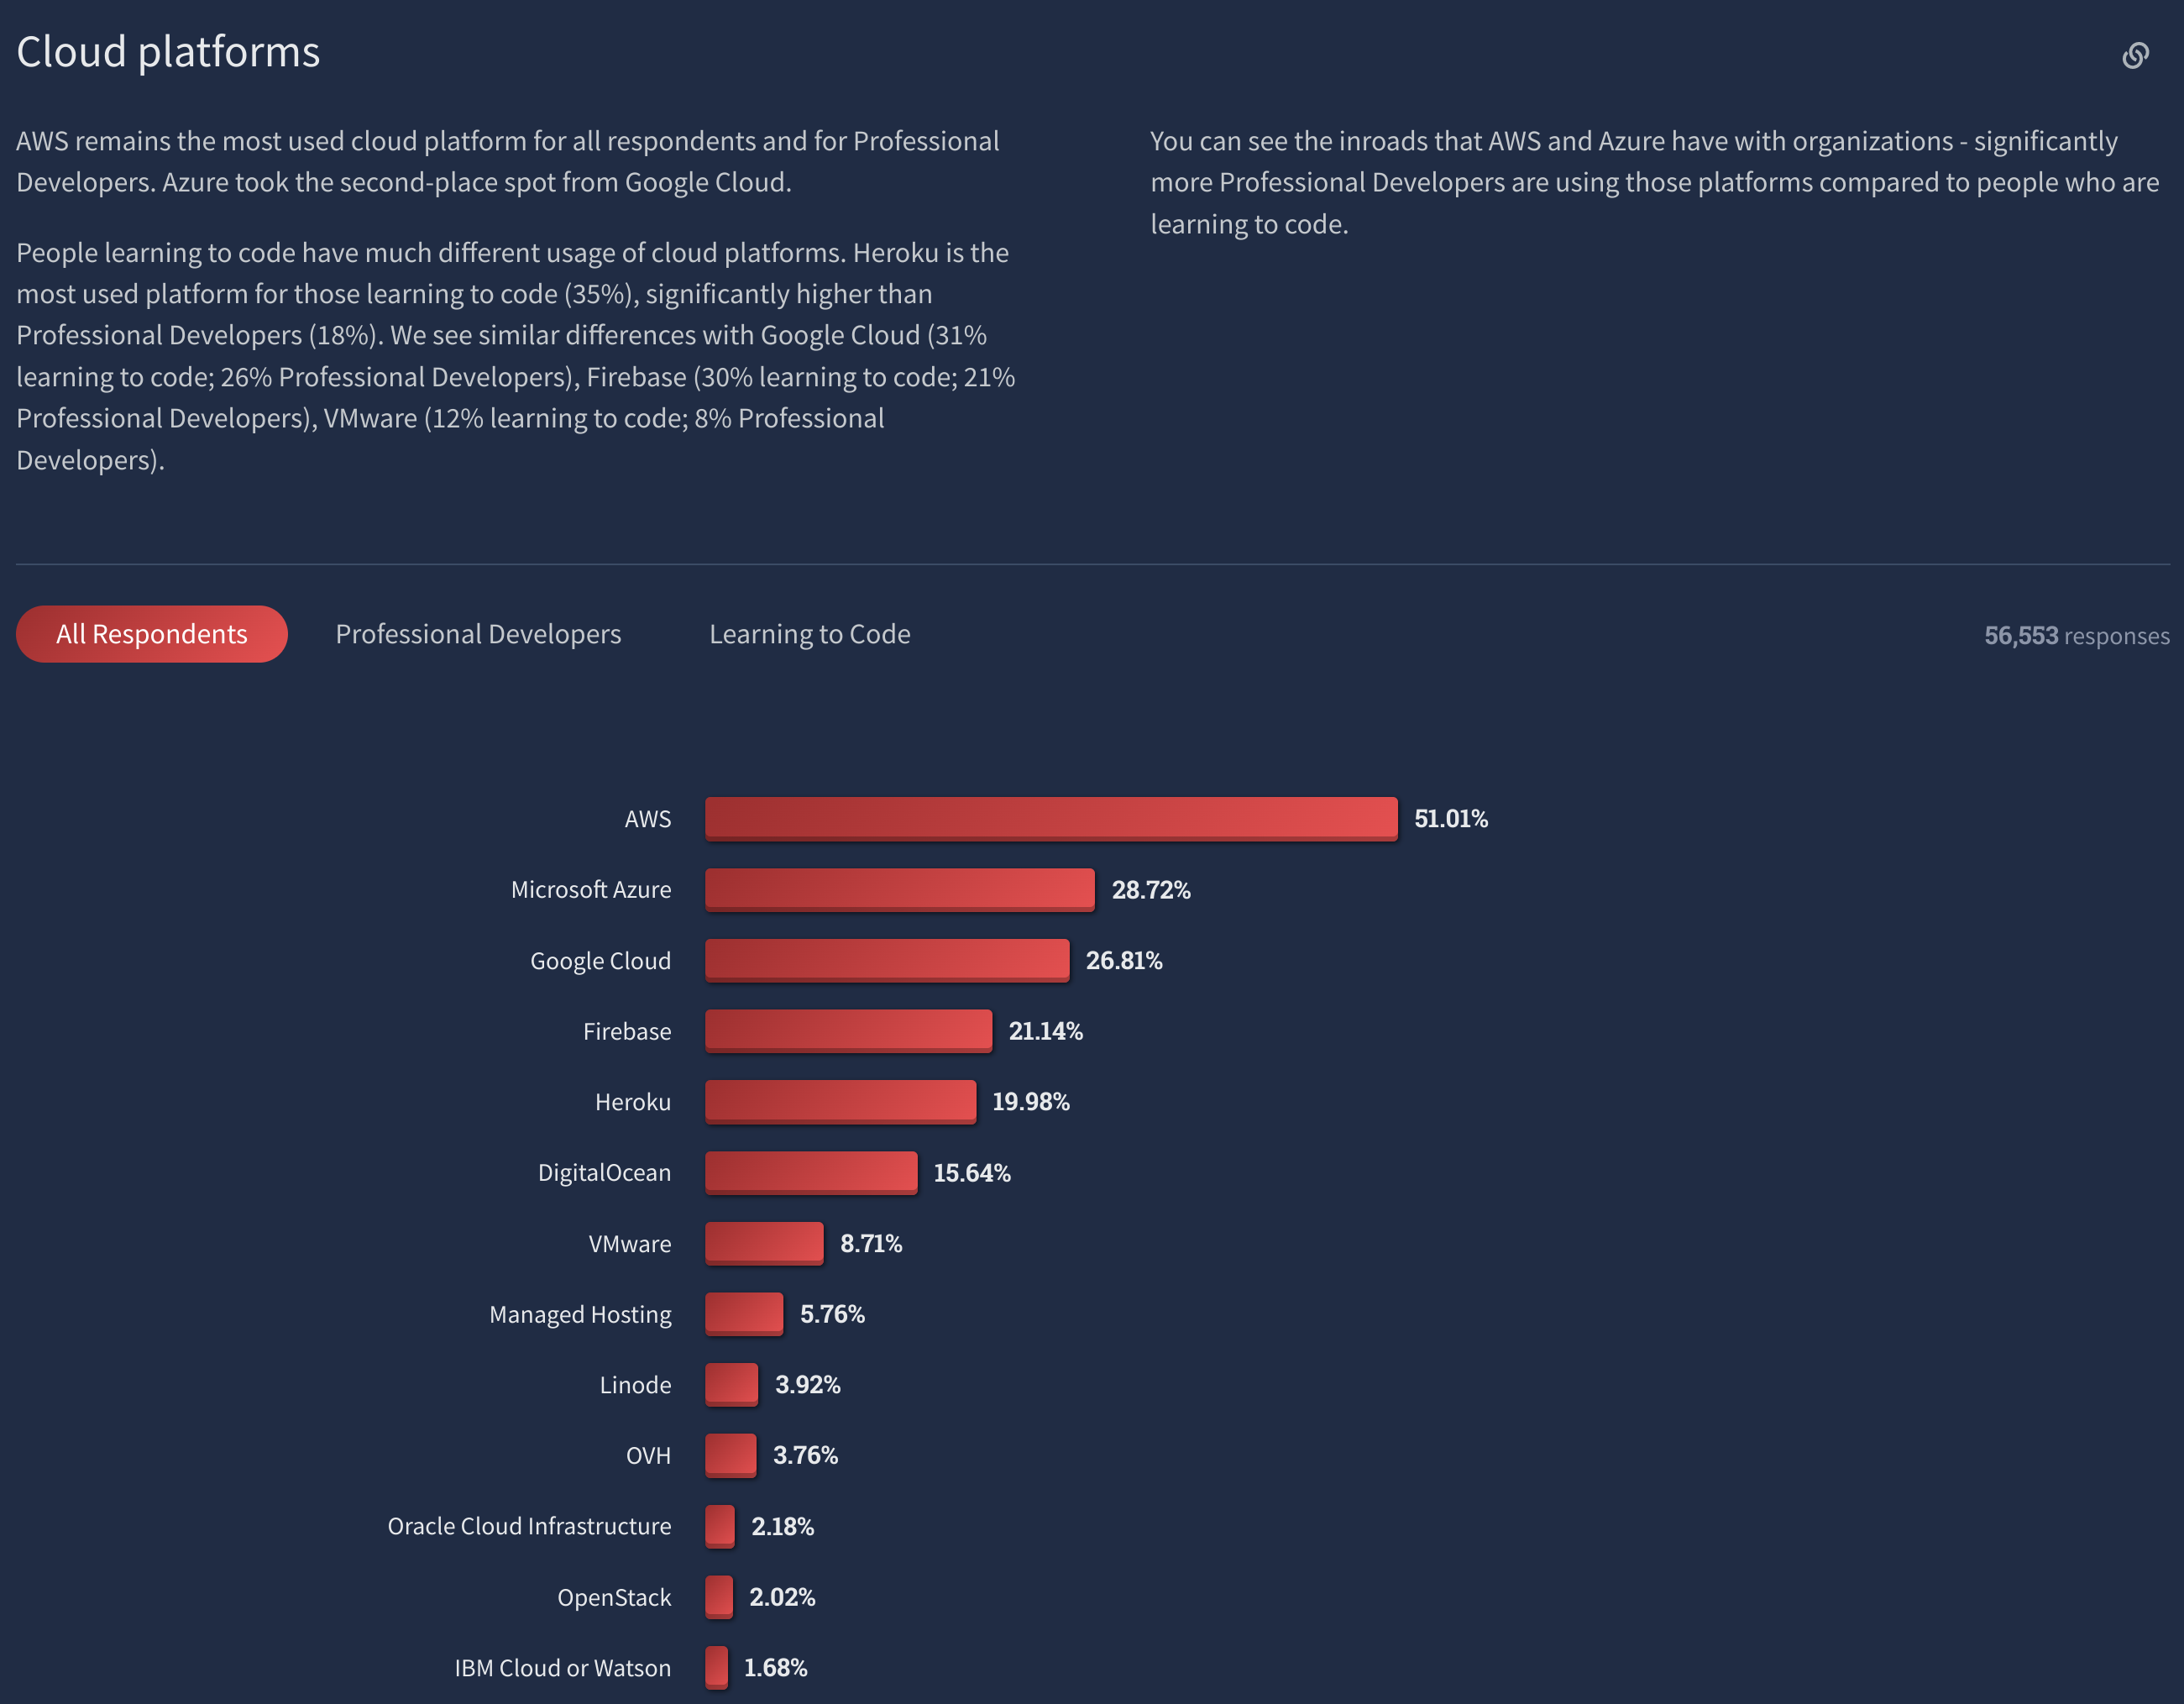 Cloud platforms
AWS remains the most used cloud platform for all respondents and for Professional
Developers. Azure took the second-place spot from Google Cloud.
People learning to code have much different usage of cloud platforms. Heroku is the
most used platform for those learning to code (35%), significantly higher than
Professional Developers (18%). We see similar differences with Google Cloud (31%
learning to code; 26% Professional Developers), Firebase (30% learning to code; 21%
Professional Developers), VMware (12% learning to code; 8% Professional
Developers).
You can see the inroads that AWS and Azure have with organizations - significantly
more Professional Developers are using those platforms compared to people who are
learning to code.
All Respondents Professional Developers Learning to Code 56,553 responses
AWS 51.01%
Microsoft Azure 28.72%
Google Cloud 26.81%
Firebase 21.14%
Heroku 19.98%
DigitalOcean 15.64%
VMware 8.71%
Managed Hosting 5.76%
Linode 3.92%
OVH 3.76%
Oracle Cloud Infrastructure 2.18%
OpenStack 2.02%
IBM Cloud or Watson 1.68%